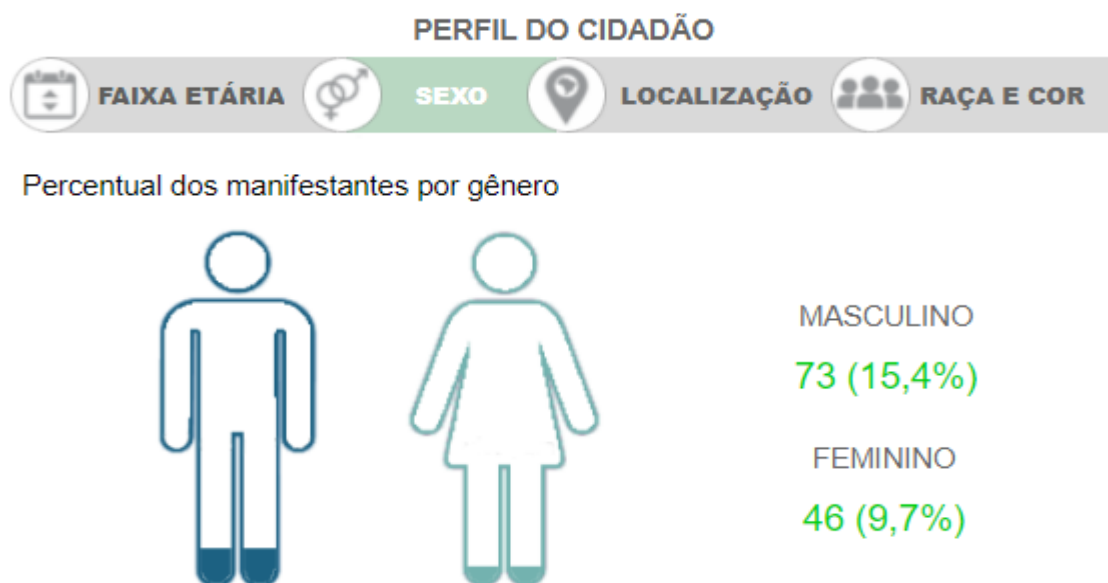 PERFIL DO CIDADÃO
FAIXA ETÁRIA SEXO LOCALIZAÇÃO RAÇA E COR
Percentual dos manifestantes por gênero
MASCULINO
73 (15,4%)
FEMININO
46 (9,7%)